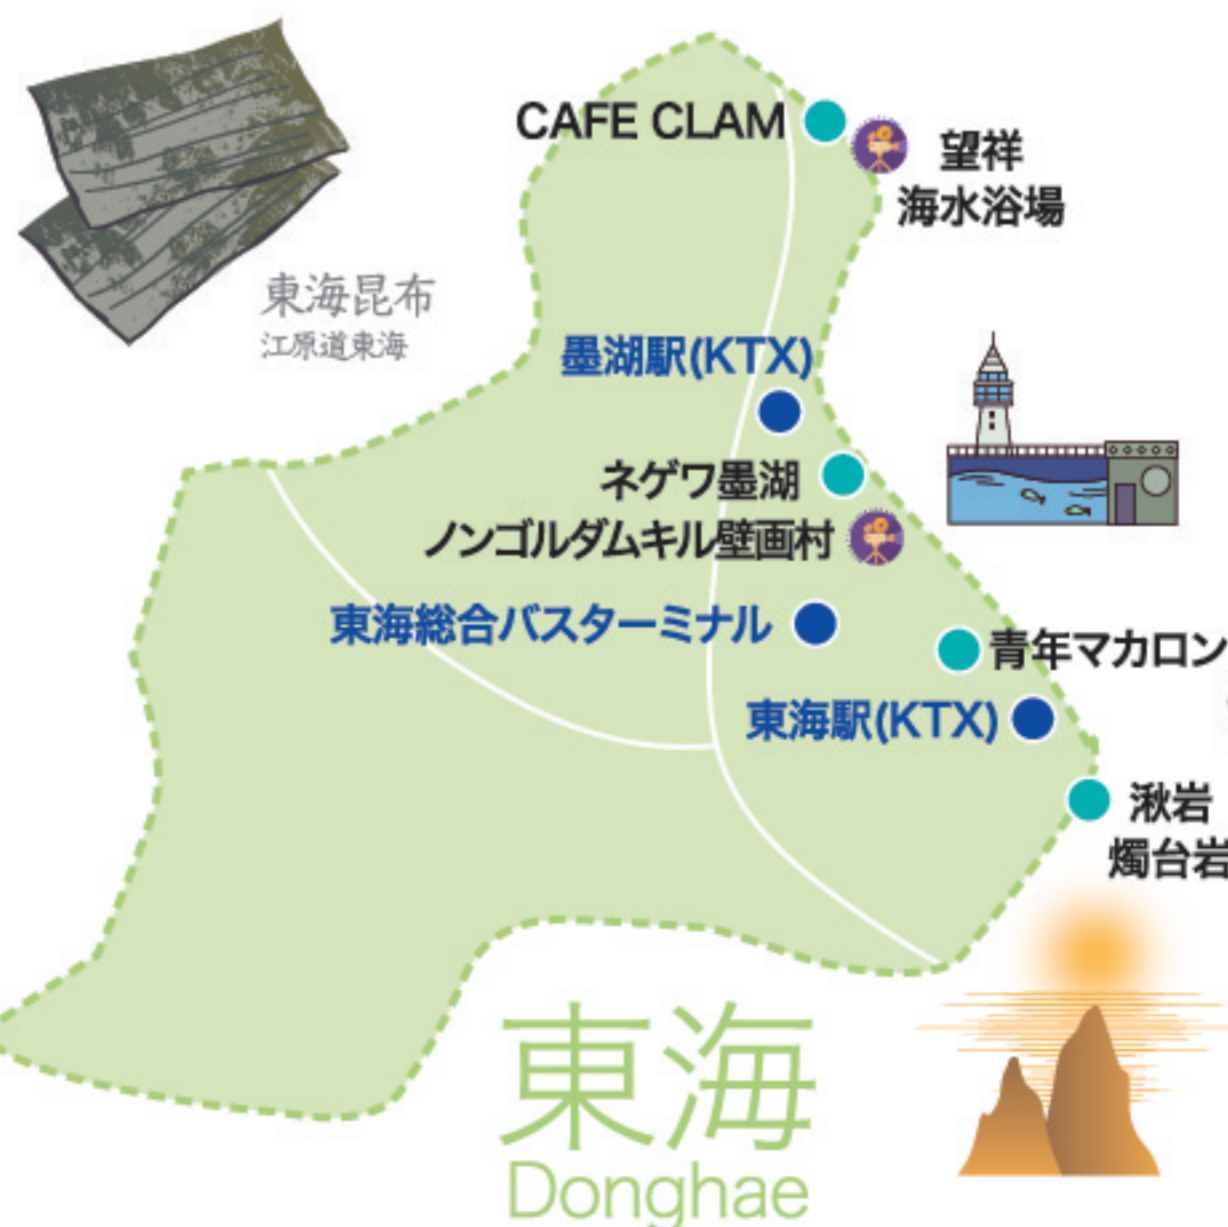 CAFE CLAM
望祥
海水浴場
東海昆布
江原道東海
墨湖駅(KTX)
ネゲワ墨湖
ノンゴルダムキル壁画村
東海総合バスターミナル
青年マカロン
東海駅(KTX)
湫岩
燭台岩
東海
Donghae